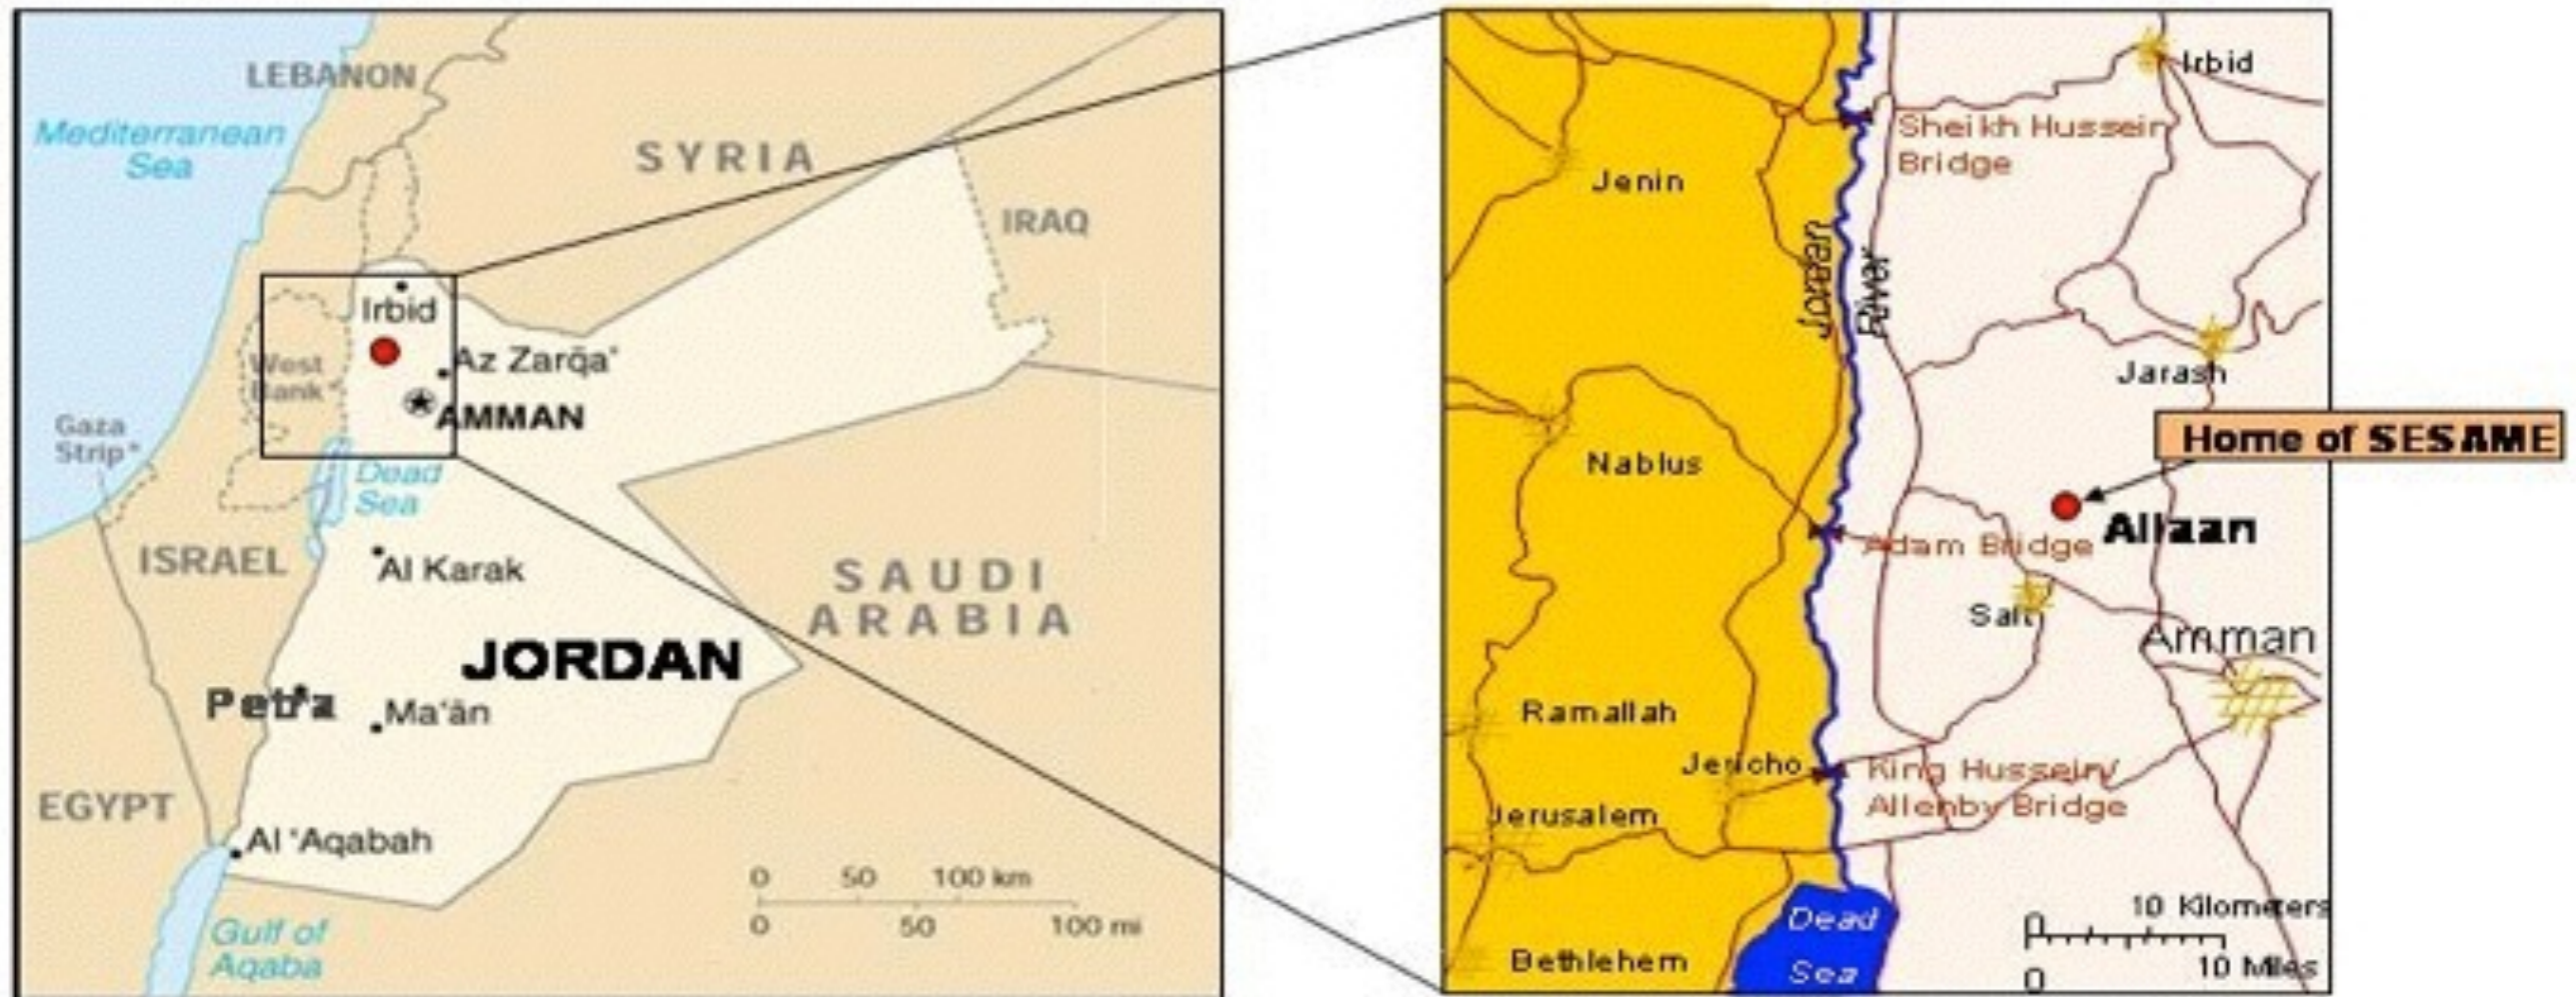 LEBANON
Mediterranean
Sea
SYRIA
IRAQ
Irbid
West
Bank*
Az Zarqa'
AMMAN
Gaza
Strip*
Dead
Sea
ISRAEL
Al Karak
SAUDI
ARABIA
JORDAN
Petra
Ma'ān
EGYPT
Al 'Aqabah
0 50 100 km
0 50 100 mi
Gulf of
Aqaba
Irbid
Sheikh Hussein
Bridge
Jenin
Jordan
River
Jarash
Home of SESAME
Nablus
Allaan
Adam Bridge
Salt
Amman
Ramallah
Jericho
King Hussein/
Allenby Bridge
Jerusalem
Dead
Sea
0 10 Kilometers
0 10 Miles
Bethlehem